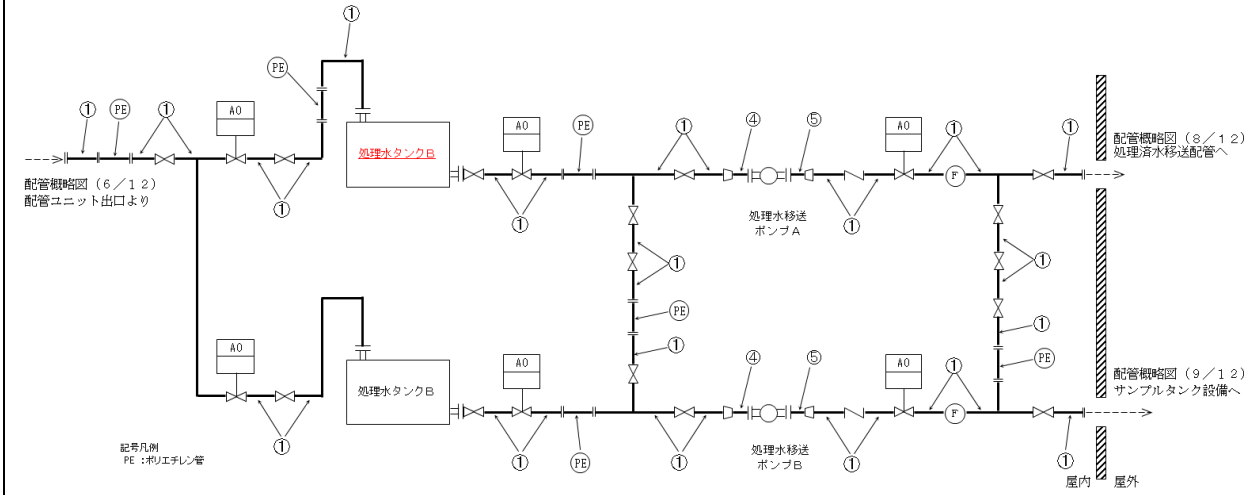 ①
PE
①
PE
①
AO
AO
PE
①
④
⑤
AO
①
①
処理水タンクB
F
配管概略図(8/12)
処理済水移送配管へ
配管概略図(6/12)
配管ユニット出口より
①
①
処理水移送
ポンプA
①
①
①
PE
①
①
PE
AO
AO
①
④
⑤
AO
①
処理水タンクB
F
配管概略図(9/12)
サンプルタンク設備へ
①
①
PE
①
処理水移送
ポンプB
①
①
記号凡例
PE :ポリエチレン管
屋内
屋外